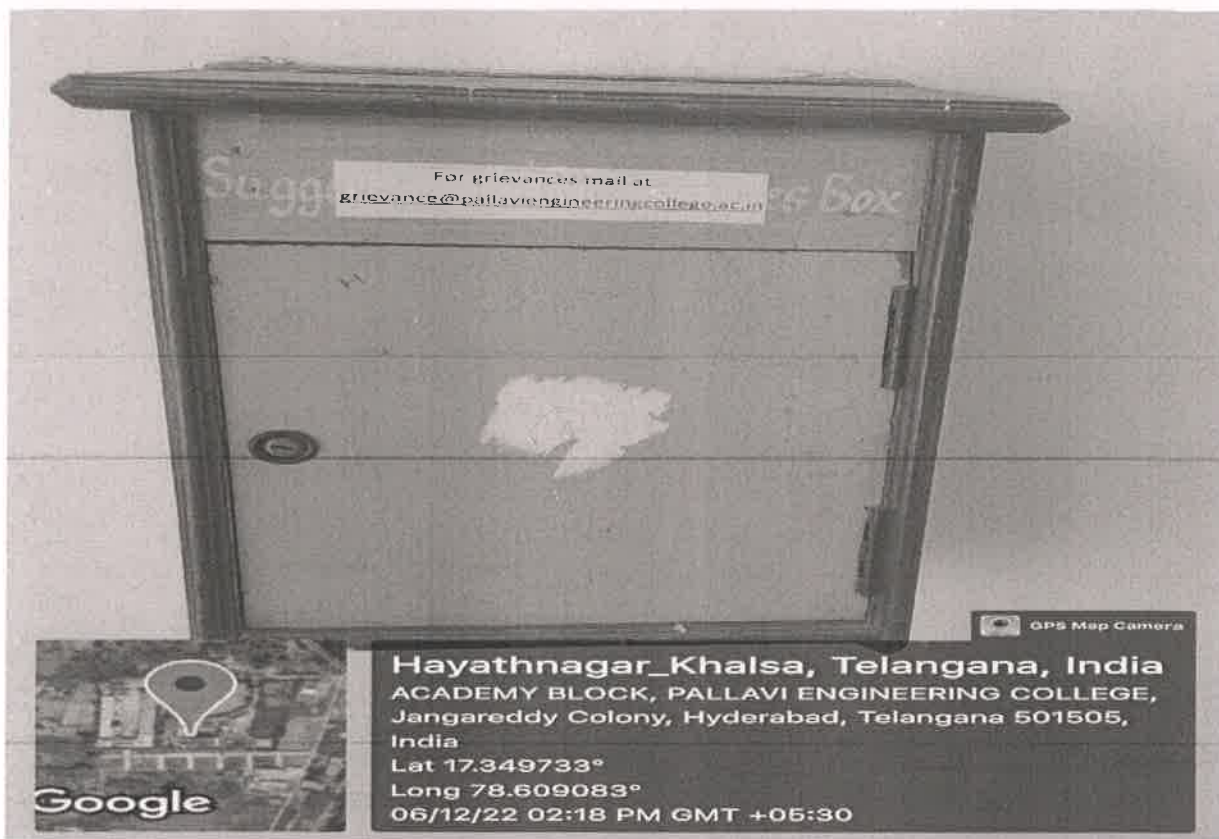 For grievances mail at
grievance@pallaviengineeringcollege.ac.in
Box
GPS Map Camera
Hayathnagar_Khalsa, Telangana, India
ACADEMY BLOCK, PALLAVI ENGINEERING COLLEGE,
Jangareddy Colony, Hyderabad, Telangana 501505,
India
Lat 17.349733°
Long 78.609083°
06/12/22 02:18 PM GMT +05:30
Google